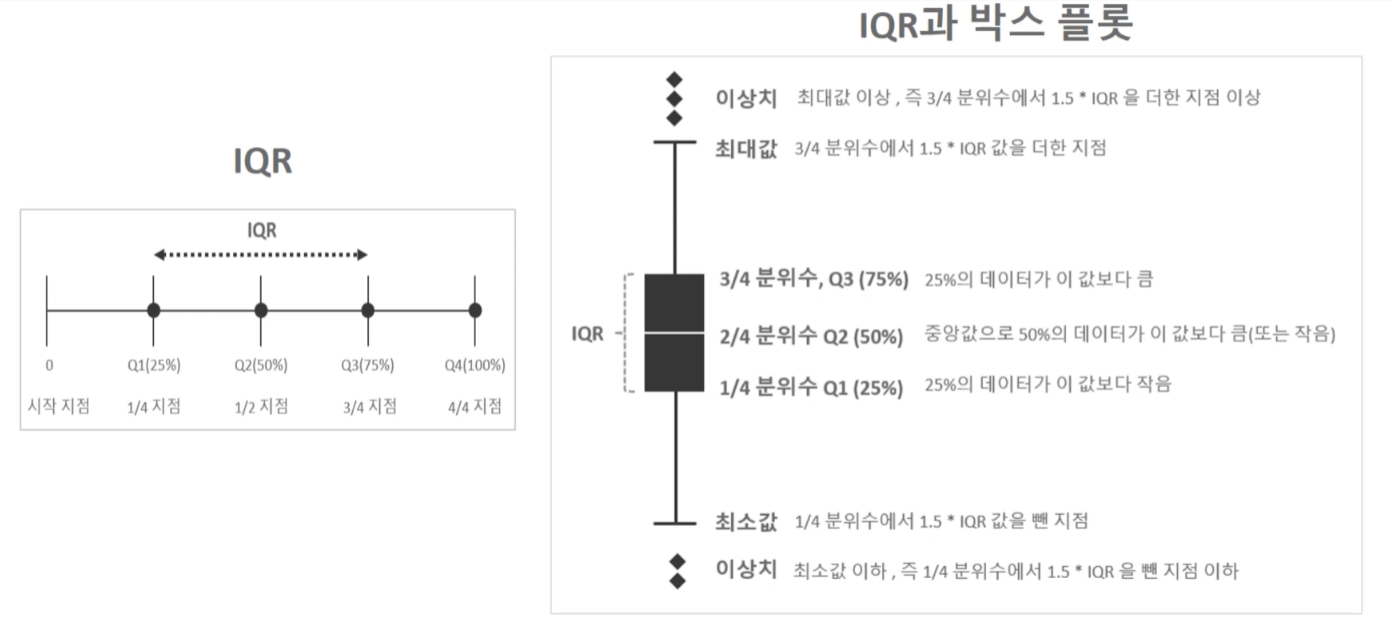 IQR
IQR
0 Q1(25%) Q2(50%) Q3(75%) Q4(100%)
시작 지점 1/4 지점 1/2 지점 3/4 지점 4/4 지점
IQR과 박스 플롯
이상치 최대값 이상 , 즉 3/4 분위수에서 1.5 * IQR 을 더한 지점 이상
최대값 3/4 분위수에서 1.5 * IQR 값을 더한 지점
3/4 분위수, Q3 (75%) 25%의 데이터가 이 값보다 큼
IQR
2/4 분위수 Q2 (50%) 중앙값으로 50%의 데이터가 이 값보다 큼(또는 작음)
1/4 분위수 Q1 (25%) 25%의 데이터가 이 값보다 작음
최소값 1/4 분위수에서 1.5 * IQR 값을 뺀 지점
이상치 최소값 이하 , 즉 1/4 분위수에서 1.5 * IQR 을 뺀 지점 이하